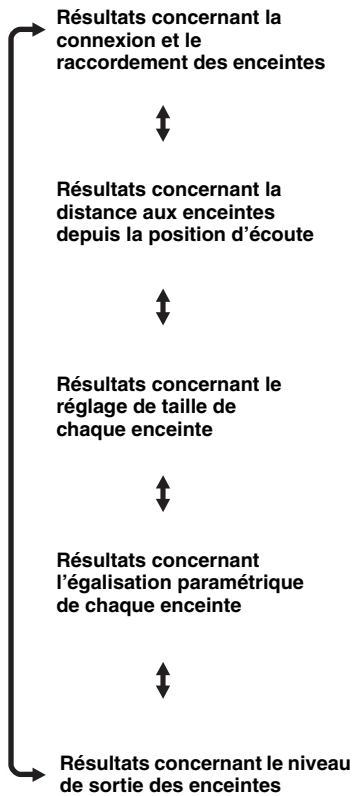 Résultats concernant la
connexion et le
raccordement des enceintes
Résultats concernant la
distance aux enceintes
depuis la position d'écoute
Résultats concernant le
réglage de taille de
chaque enceinte
Résultats concernant
l'égalisation paramétrique
de chaque enceinte
Résultats concernant le niveau
de sortie des enceintes